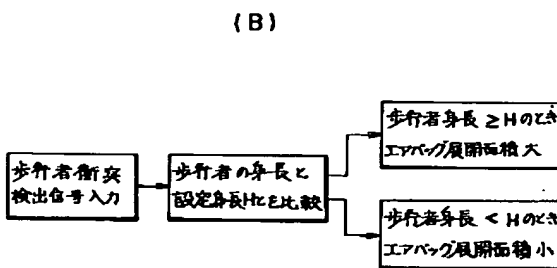 (B)
歩行者衝突
検出信号入力
歩行者の身長と
設定身長Hとを比較
歩行者身長 ≥ Hのとき
エアバッグ展開面積大
歩行者身長 < Hのとき
エアバッグ展開面積小